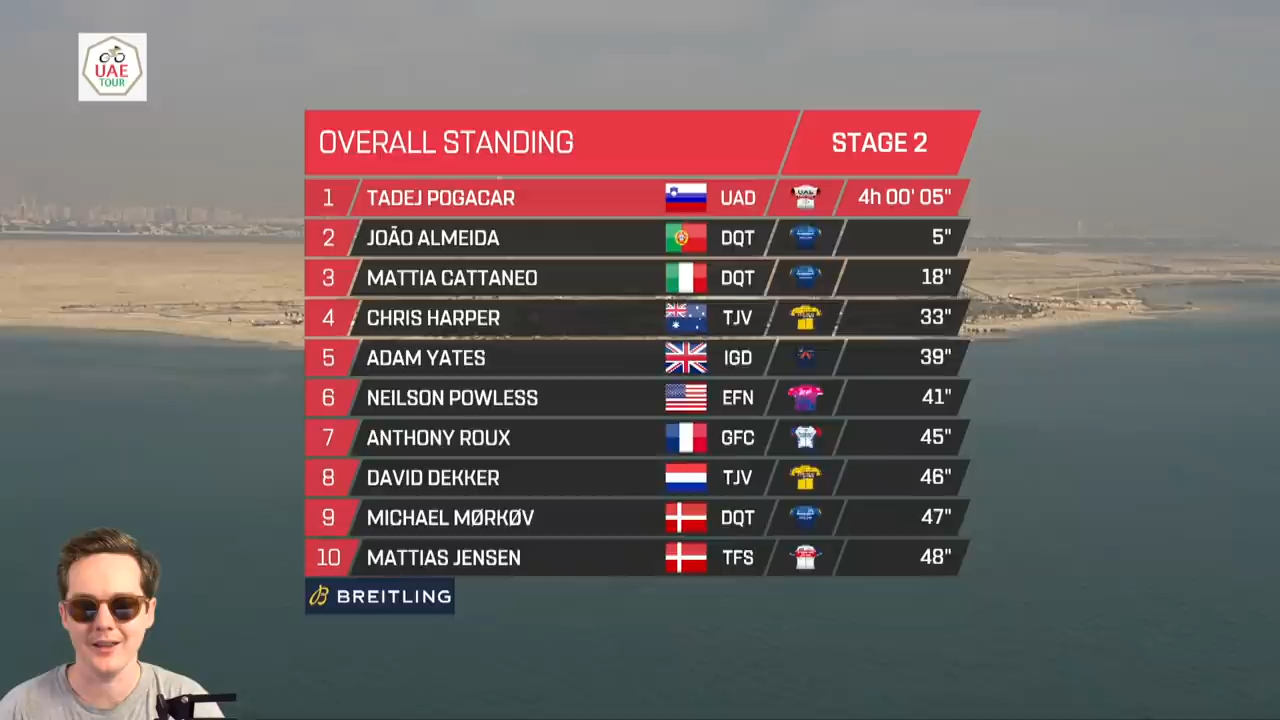 UAE
TOUR
OVERALL STANDING STAGE 2
1 TADEJ POGACAR UAD UAE 4h 00' 05"
2 JOÃO ALMEIDA DQT 5"
3 MATTIA CATTANEO DQT 18"
4 CHRIS HARPER TJV 33"
5 ADAM YATES IGD 39"
6 NEILSON POWLESS EFN 41"
7 ANTHONY ROUX GFC 45"
8 DAVID DEKKER TJV 46"
9 MICHAEL MØRKØV DQT 47"
10 MATTIAS JENSEN TFS 48"
B BREITLING